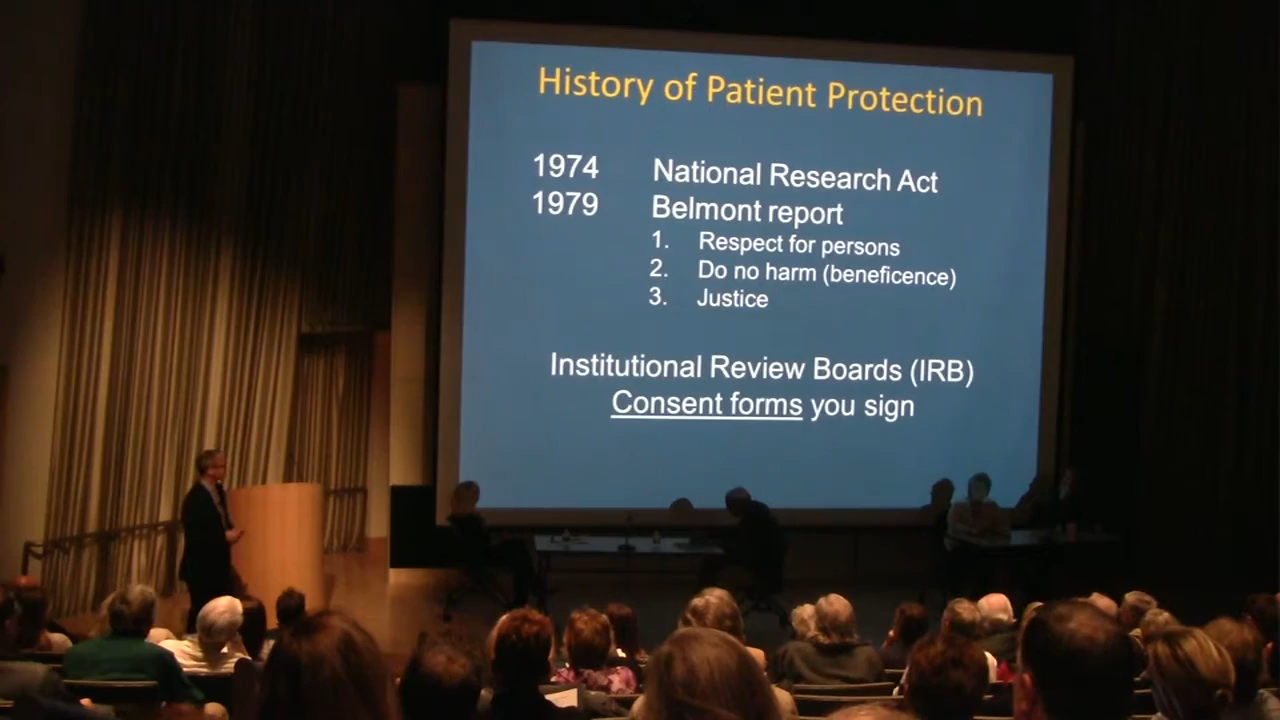 History of Patient Protection
1974 National Research Act
1979 Belmont report
1. Respect for persons
2. Do no harm (beneficence)
3. Justice
Institutional Review Boards (IRB)
Consent forms you sign